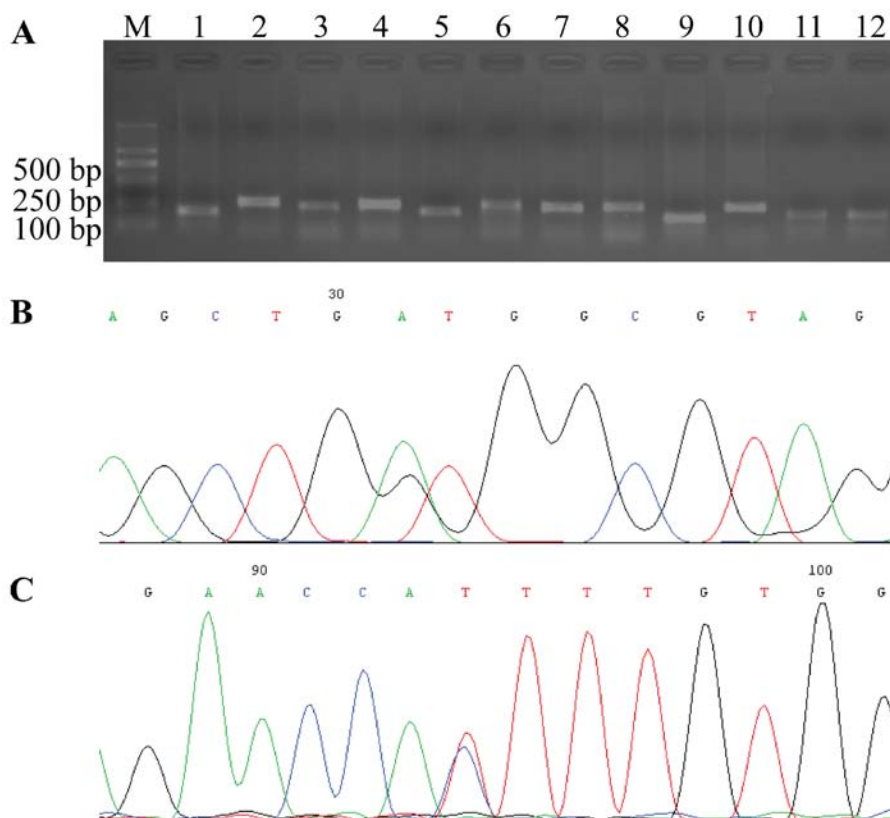 A M 1 2 3 4 5 6 7 8 9 10 11 12
500 bp
250 bp
100 bp
30
B A G C T G A T G G C G T A G
90 100
C G A A C C A T T T T G T G G